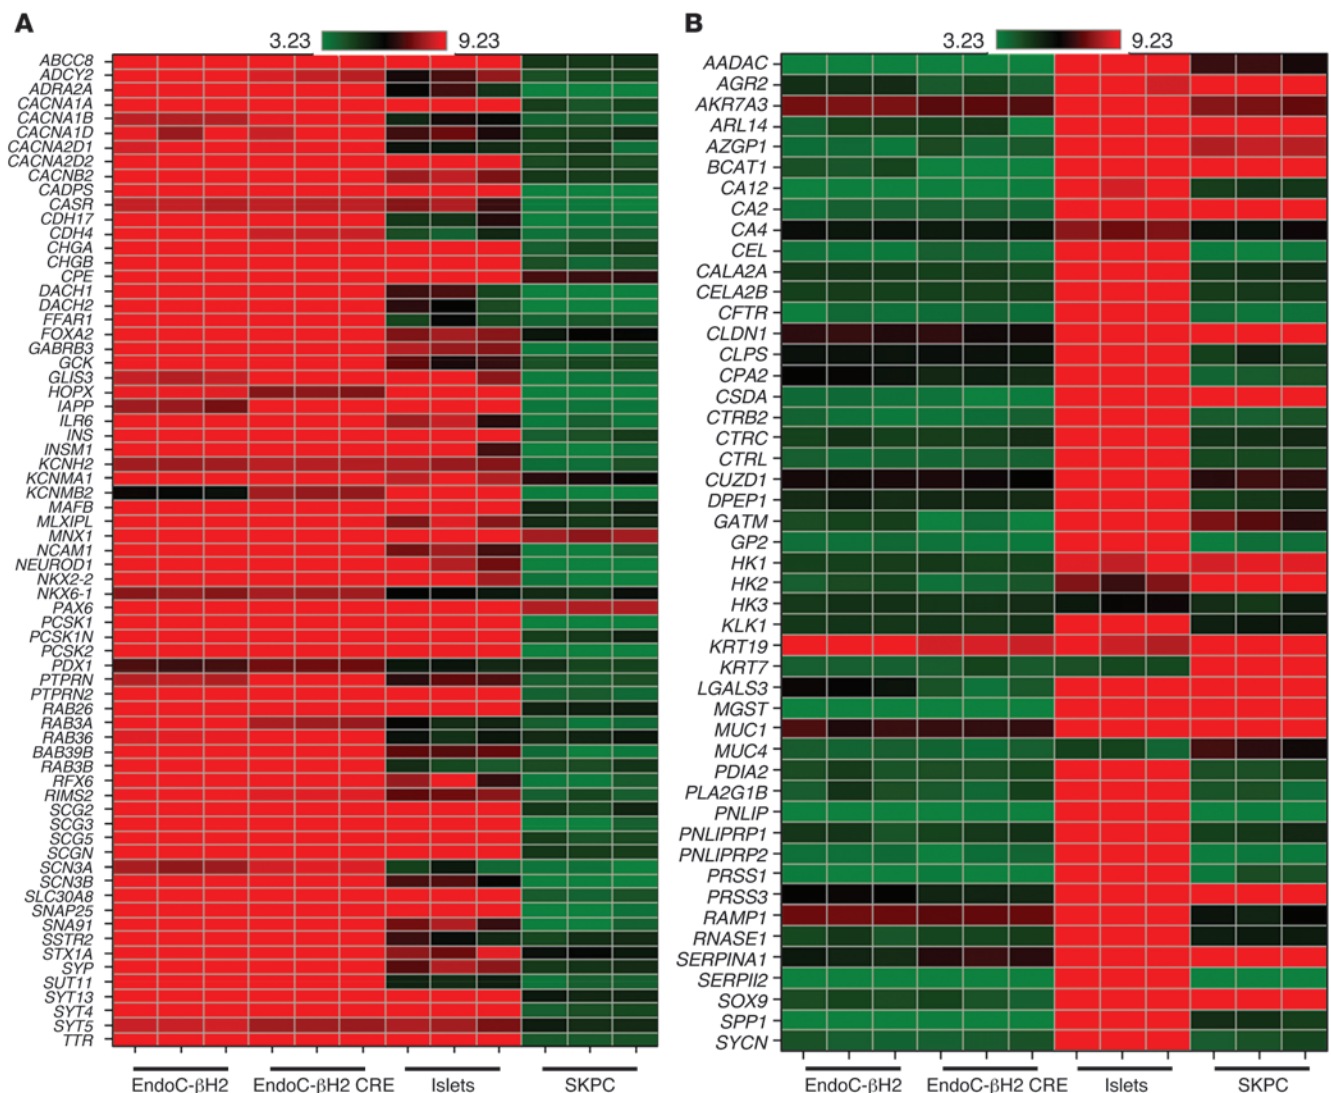 A
3.23 9.23
ABCC8
ADCY2
ADRA2A
CACNA1A
CACNA1B
CACNA1D
CACNA2D1
CACNA2D2
CACNB2
CADPS
CASR
CDH17
CDH4
CHGA
CHGB
CPE
DACH1
DACH2
FFAR1
FOXA2
GABRB3
GCK
GLIS3
HOPX
IAPP
ILR6
INS
INSM1
KCNH2
KCNMA1
KCNMB2
MAFB
MLXIPL
MNX1
NCAM1
NEUROD1
NKX2-2
NKX6-1
PAX6
PCSK1
PCSK1N
PCSK2
PDX1
PTPRN
PTPRN2
RAB26
RAB3A
RAB36
BAB39B
RAB3B
RFX6
RIMS2
SCG2
SCG3
SCG5
SCGN
SCN3A
SCN3B
SLC30A8
SNAP25
SNA91
SSTR2
STX1A
SYP
SUT11
SYT13
SYT4
SYT5
TTR
EndoC-βH2 EndoC-βH2 CRE Islets SKPC
B
3.23 9.23
AADAC
AGR2
AKR7A3
ARL14
AZGP1
BCAT1
CA12
CA2
CA4
CEL
CALA2A
CELA2B
CFTR
CLDN1
CLPS
CPA2
CSDA
CTRB2
CTRC
CTRL
CUZD1
DPEP1
GATM
GP2
HK1
HK2
HK3
KLK1
KRT19
KRT7
LGALS3
MGST
MUC1
MUC4
PDIA2
PLA2G1B
PNLIP
PNLIPRP1
PNLIPRP2
PRSS1
PRSS3
RAMP1
RNASE1
SERPINA1
SERPII2
SOX9
SPP1
SYCN
EndoC-βH2 EndoC-βH2 CRE Islets SKPC